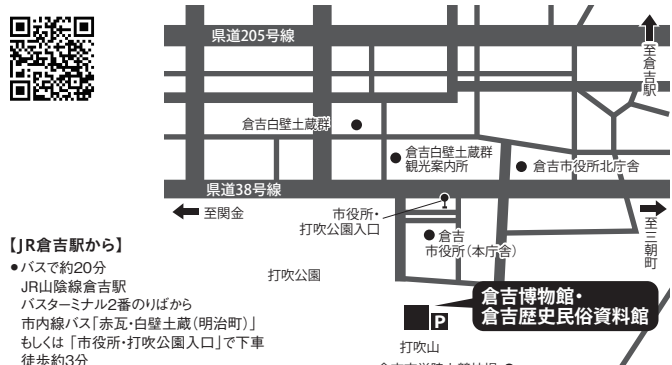 県道205号線
至倉吉駅
倉吉白壁土蔵群
倉吉白壁土蔵群
観光案内所
倉吉市役所北庁舎
県道38号線
至関金
市役所・
打吹公園入口
至三朝町
倉吉
市役所(本庁舎)
【JR倉吉駅から】
●バスで約20分
JR山陰線倉吉駅
バスターミナル2番のりばから
市内線バス「赤瓦・白壁土蔵(明治町)」
もしくは「市役所・打吹公園入口」で下車
徒歩約3分
打吹公園
倉吉博物館・
倉吉歴史民俗資料館
P
打吹山